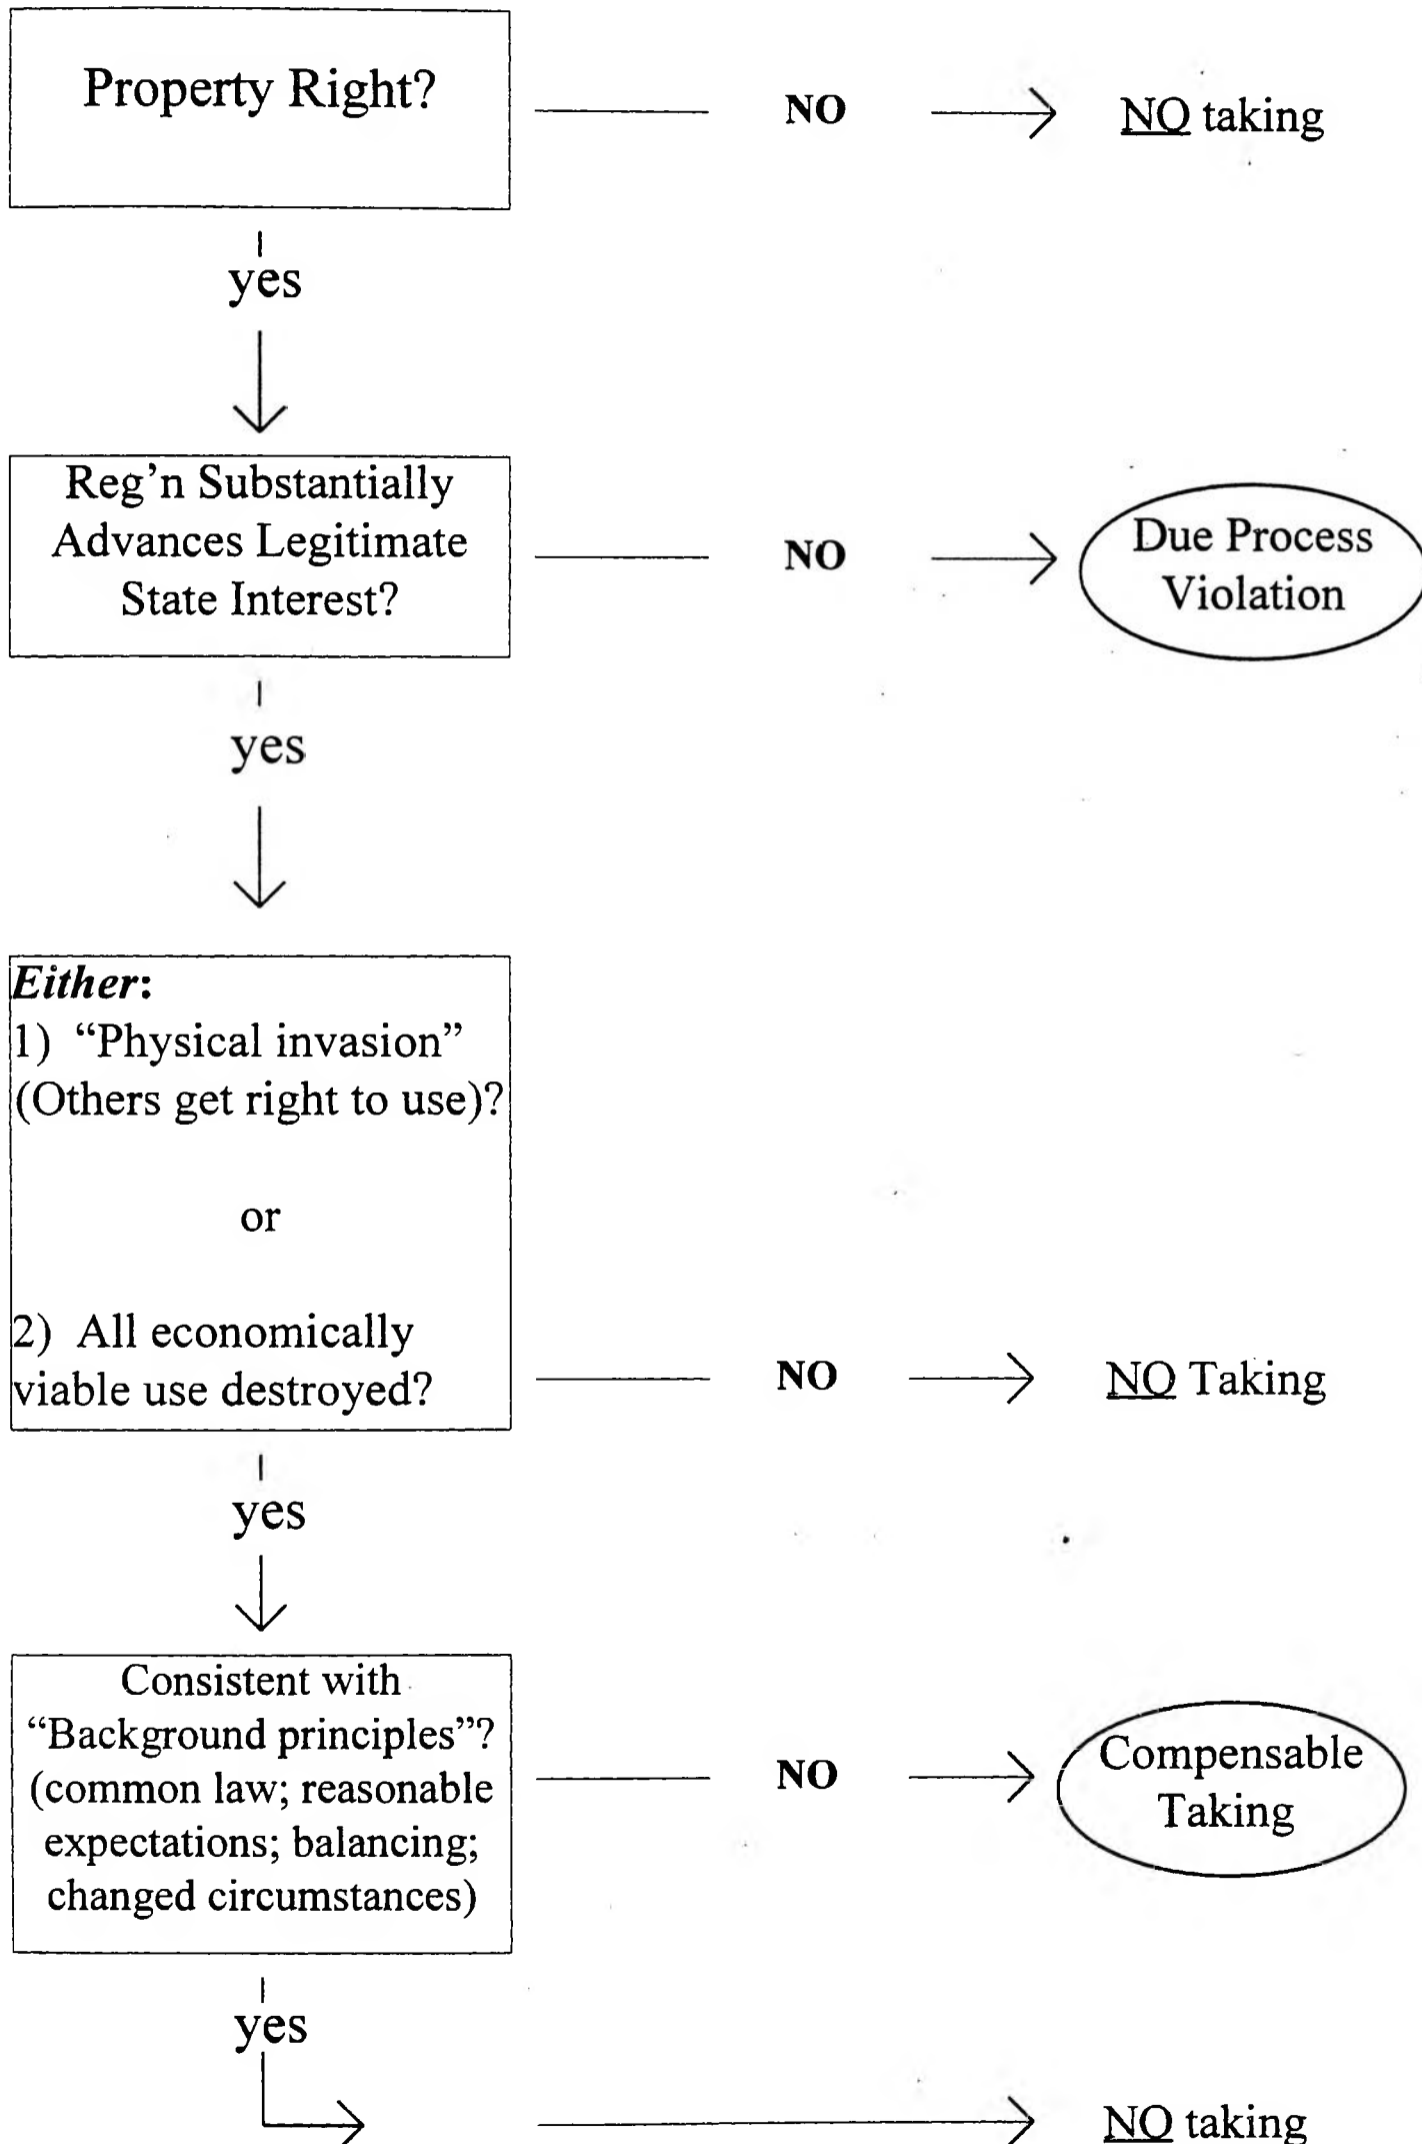 Property Right?
NO
NO taking
yes
Reg’n Substantially
Advances Legitimate
State Interest?
NO
Due Process
Violation
yes
Either:
1) “Physical invasion”
(Others get right to use)?
or
2) All economically
viable use destroyed?
NO
NO Taking
yes
Consistent with
“Background principles”?
(common law; reasonable
expectations; balancing;
changed circumstances)
NO
Compensable
Taking
yes
NO taking